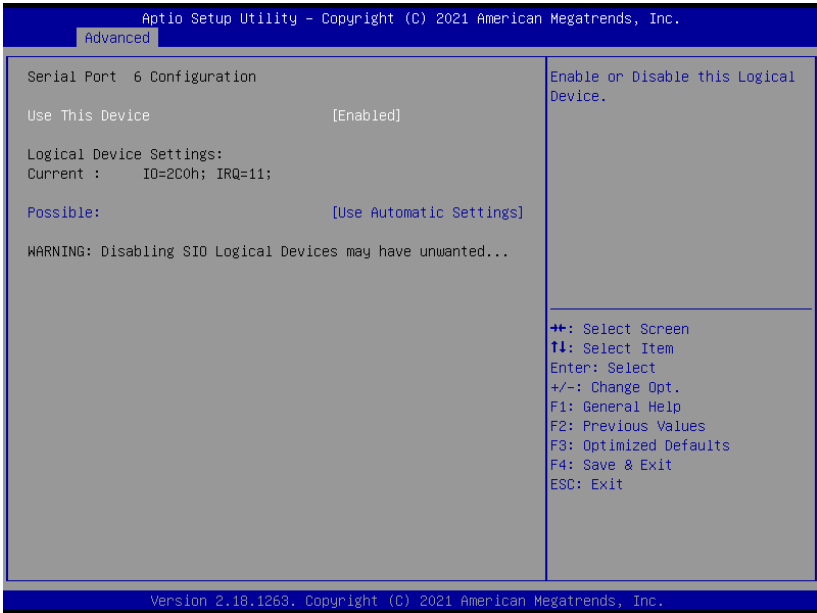 Aptio Setup Utility – Copyright (C) 2021 American Megatrends, Inc.
Advanced
Serial Port  6 Configuration
Use This Device [Enabled]
Logical Device Settings:
Current : IO=2C0h; IRQ=11;
Possible: [Use Automatic Settings]
WARNING: Disabling SIO Logical Devices may have unwanted...
Enable or Disable this Logical
Device.
→←: Select Screen
↑↓: Select Item
Enter: Select
+/-: Change Opt.
F1: General Help
F2: Previous Values
F3: Optimized Defaults
F4: Save & Exit
ESC: Exit
Version 2.18.1263. Copyright (C) 2021 American Megatrends, Inc.